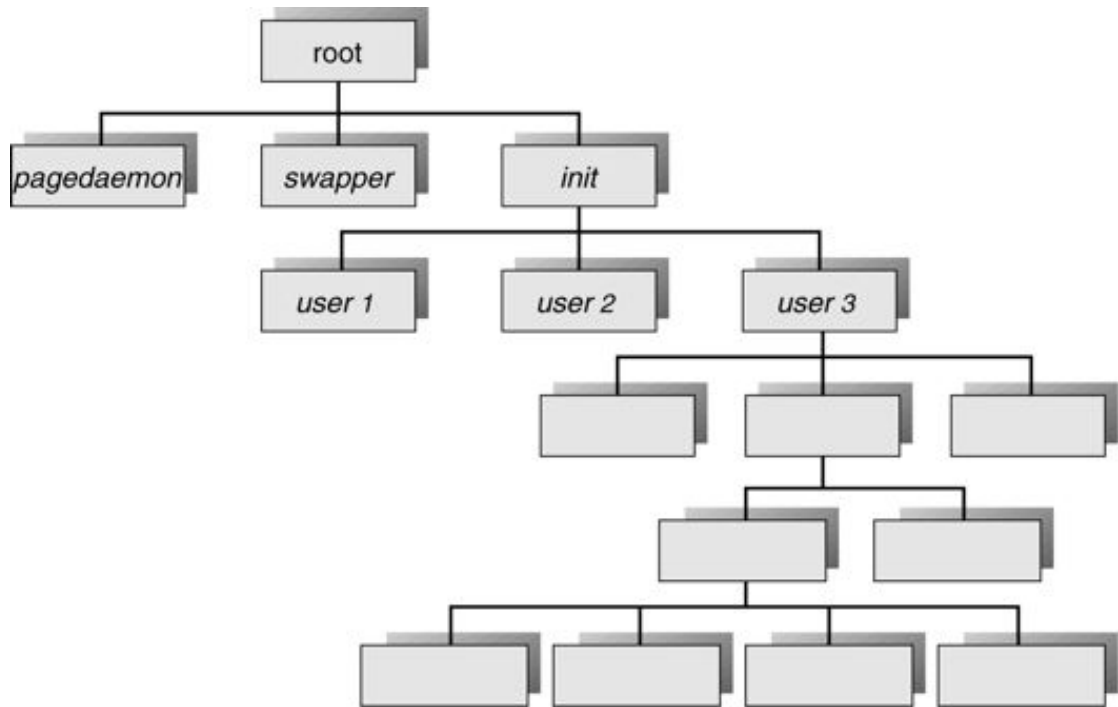 root
pagedaemon
swapper
init
user 1
user 2
user 3